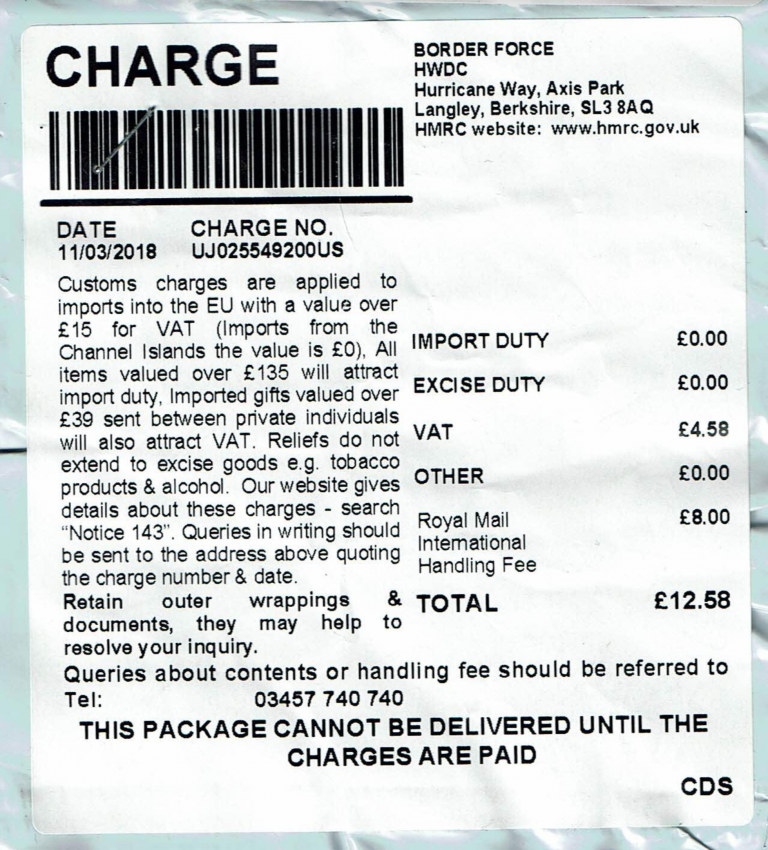 CHARGE
BORDER FORCE
HWDC
Hurricane Way, Axis Park
Langley, Berkshire, SL3 8AQ
HMRC website: www.hmrc.gov.uk
DATE CHARGE NO.
11/03/2018 UJ025549200US
Customs charges are applied to
imports into the EU with a value over
£15 for VAT (Imports from the
Channel Islands the value is £0), All
items valued over £135 will attract
import duty, Imported gifts valued over
£39 sent between private individuals
will also attract VAT. Reliefs do not
extend to excise goods e.g. tobacco
products & alcohol. Our website gives
details about these charges - search
“Notice 143”. Queries in writing should
be sent to the address above quoting
the charge number & date.
Retain outer wrappings &
documents, they may help to
resolve your inquiry.
IMPORT DUTY £0.00
EXCISE DUTY £0.00
VAT £4.58
OTHER £0.00
Royal Mail £8.00
International
Handling Fee
TOTAL £12.58
Queries about contents or handling fee should be referred to
Tel: 03457 740 740
THIS PACKAGE CANNOT BE DELIVERED UNTIL THE
CHARGES ARE PAID
CDS